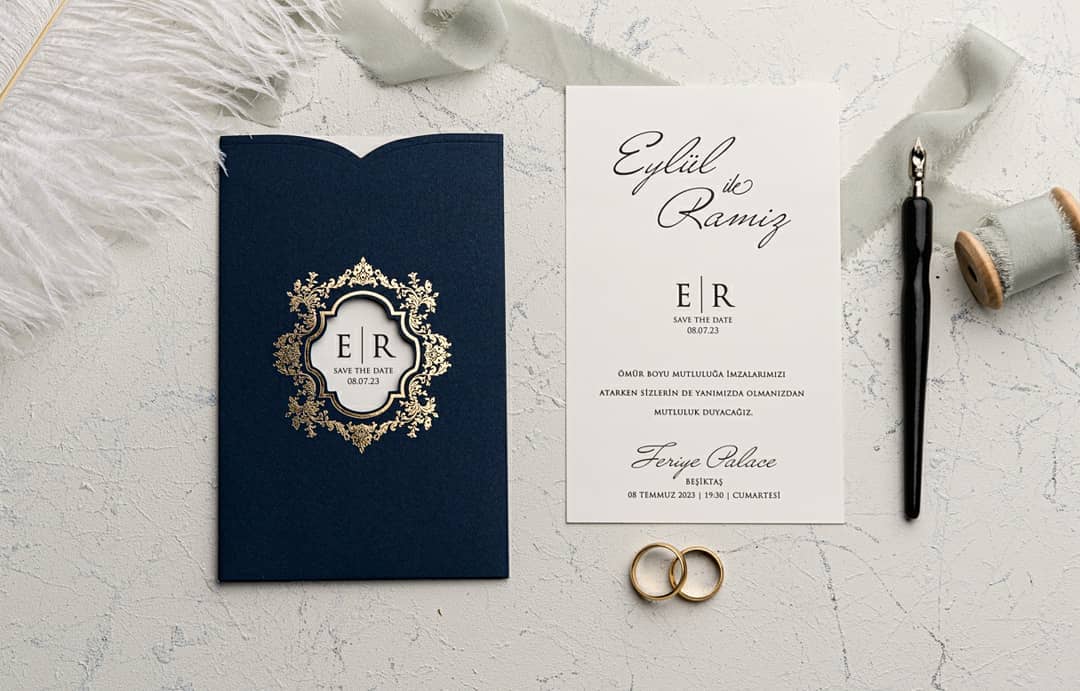 E|R
SAVE THE DATE
08.07.23
Eylül
ile
Ramiz
E|R
SAVE THE DATE
08.07.23
ÖMÜR BOYU MUTLULUĞA İMZALARIMIZI
ATARKEN SİZLERİN DE YANIMIZDA OLMANIZDAN
MUTLULUK DUYACAĞIZ.
Feriye Palace
BEŞİKTAŞ
08 TEMMUZ 2023 | 19:30 | CUMARTESİ